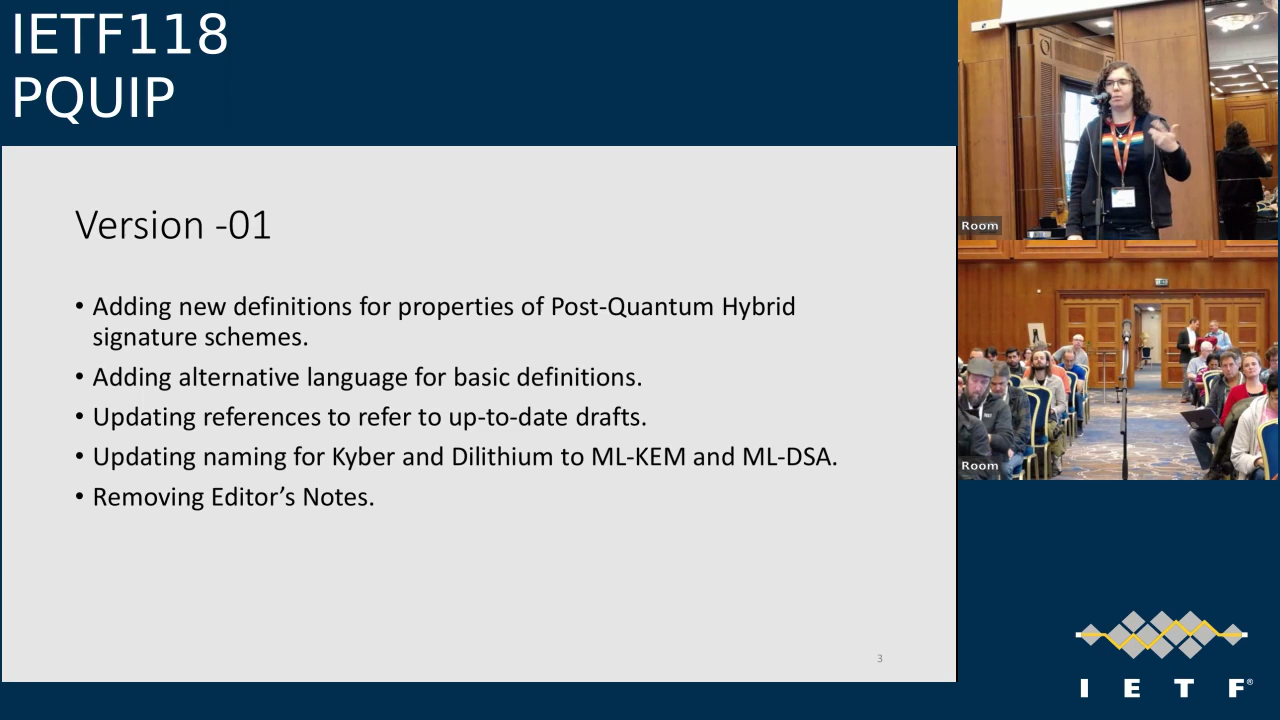 IETF118
PQUIP
Version -01
• Adding new definitions for properties of Post-Quantum Hybrid
signature schemes.
• Adding alternative language for basic definitions.
• Updating references to refer to up-to-date drafts.
• Updating naming for Kyber and Dilithium to ML-KEM and ML-DSA.
• Removing Editor’s Notes.
3
Room
Room
I E T F®